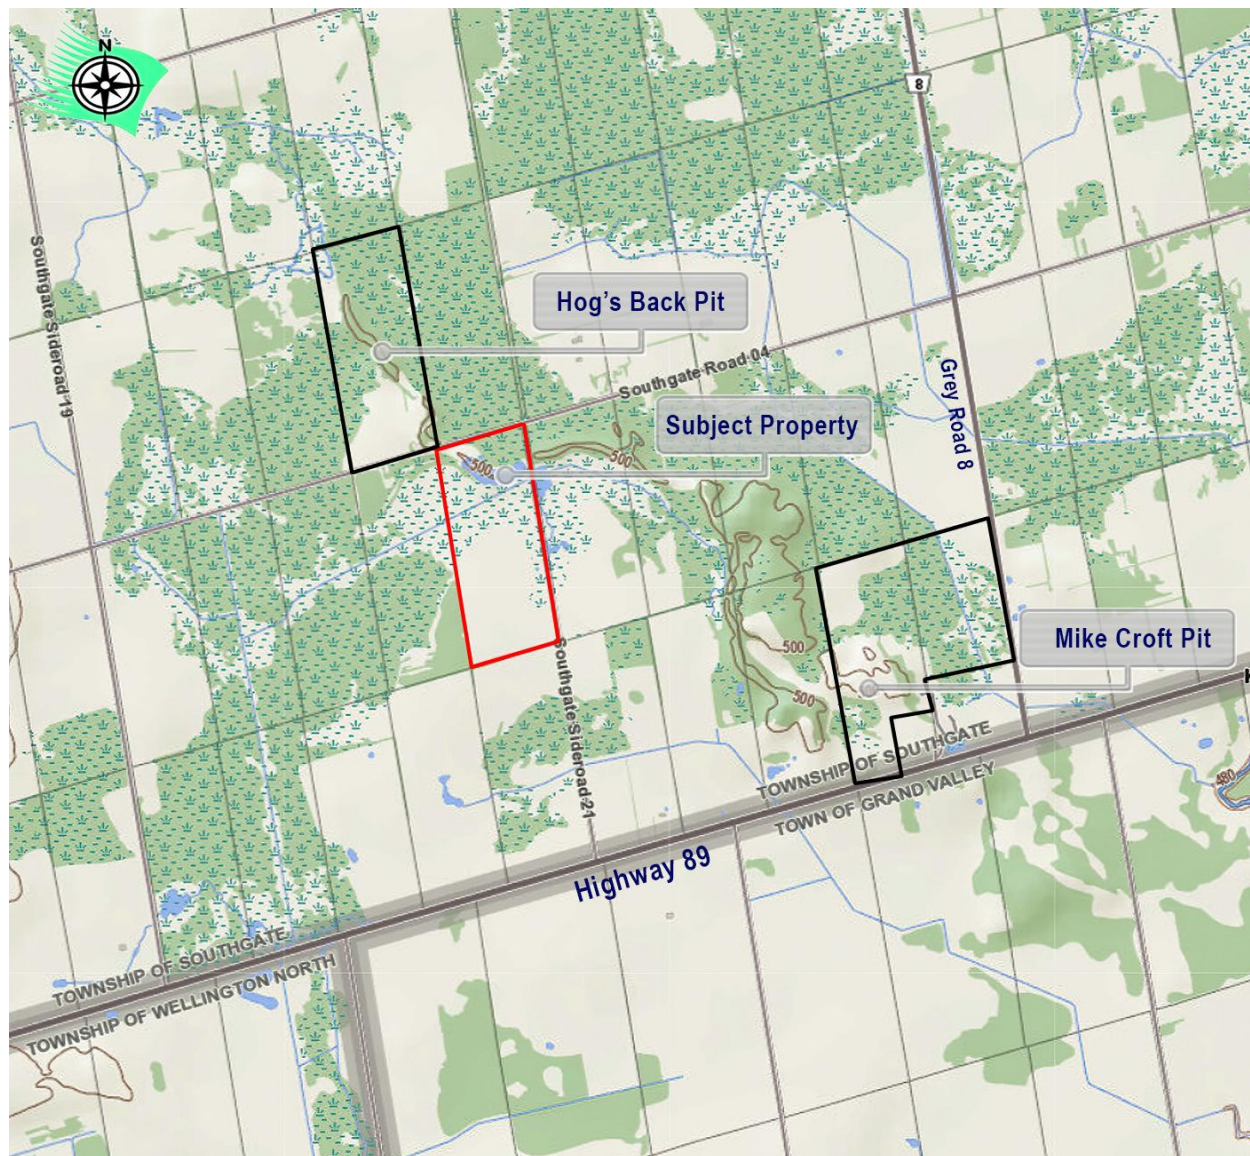 N
8
Southgate Sideroad 19
Hog's Back Pit
Southgate Road 04
Grey Road 8
Subject Property
500
500
Mike Croft Pit
500
500
Southgate Sideroad 21
TOWNSHIP OF SOUTHGATE
TOWN OF GRAND VALLEY
480
Highway 89
TOWNSHIP OF SOUTHGATE
TOWNSHIP OF WELLINGTON NORTH